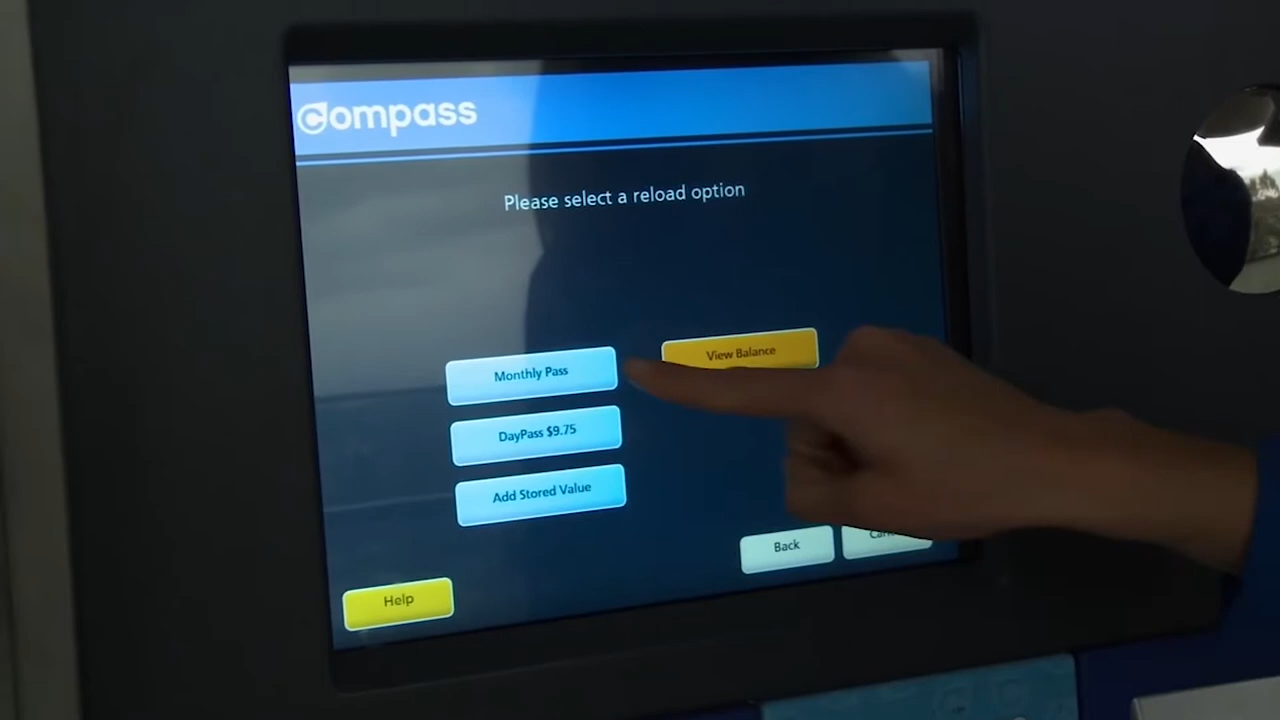 Compass
Please select a reload option
Monthly Pass
View Balance
DayPass $9.75
Add Stored Value
Back
Help